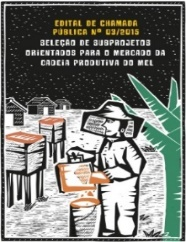 EDITAL DE CHAMADA
PÚBLICA Nº 03/2015
SELEÇÃO DE SUBPROJETOS
ORIENTADOS PARA O MERCADO DA
CADEIA PRODUTIVA DO MEL